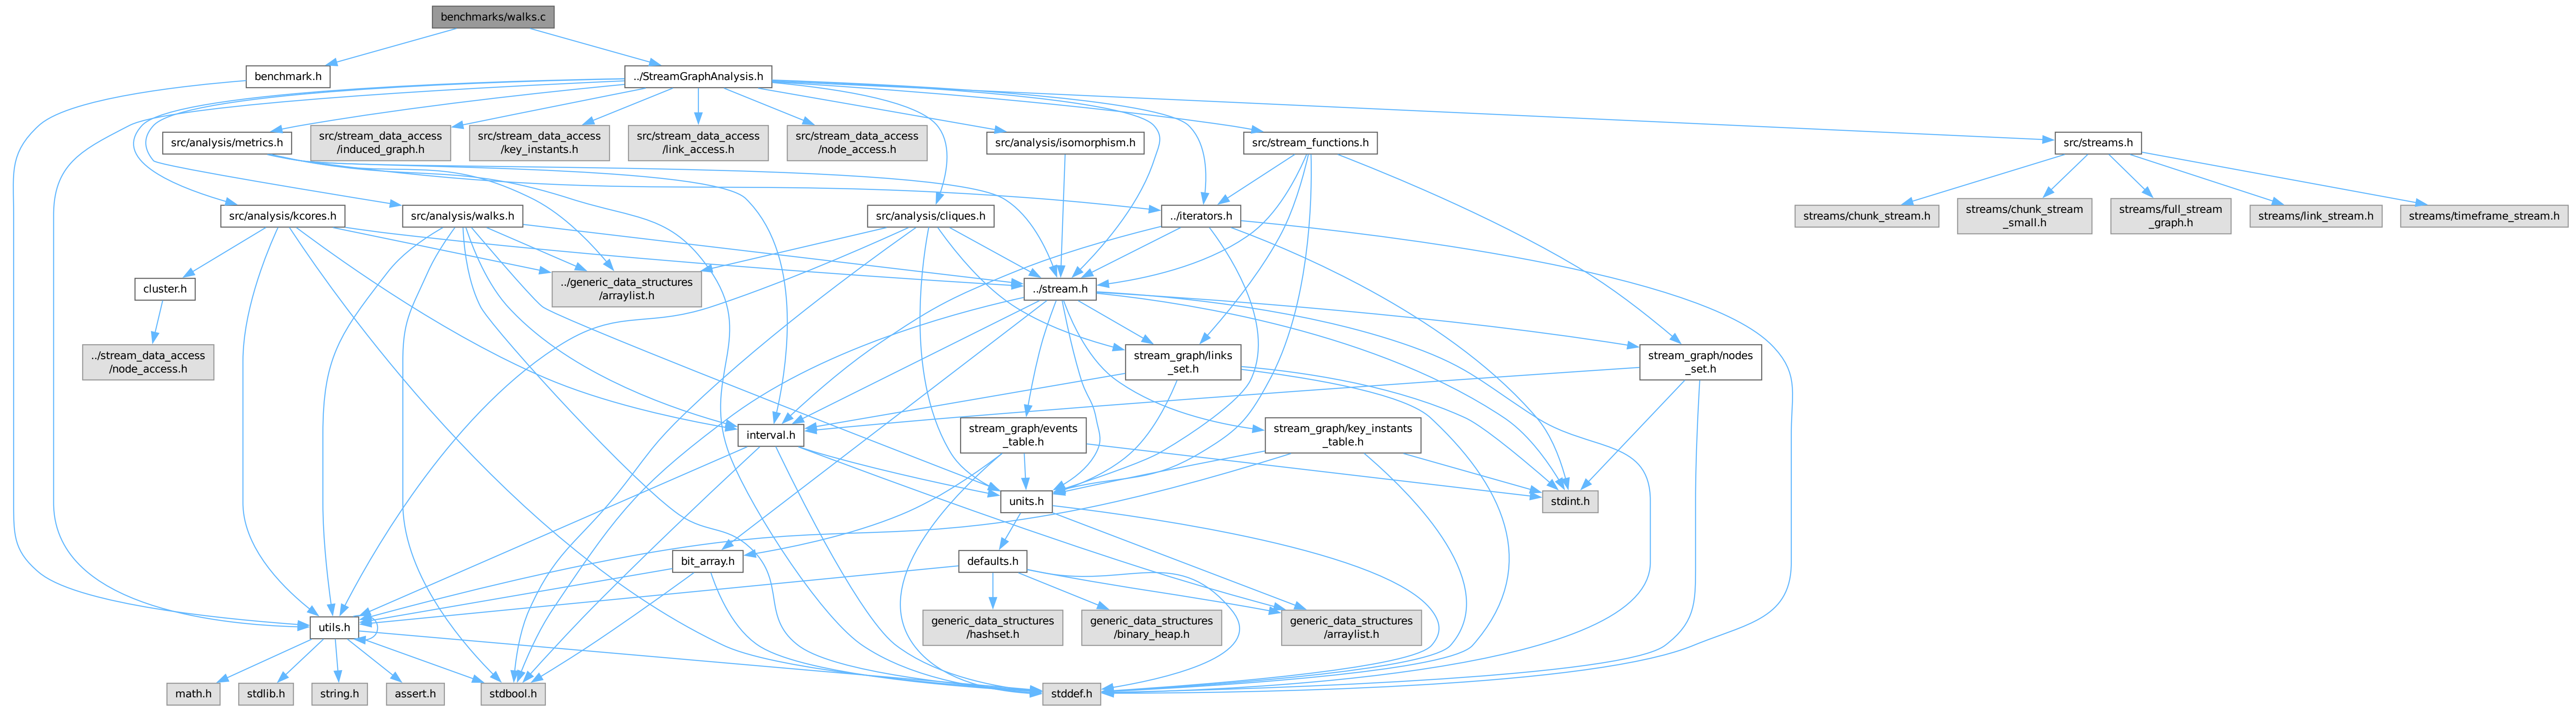 benchmarks/walks.c
benchmark.h
../StreamGraphAnalysis.h
src/analysis/metrics.h
src/stream_data_access
/induced_graph.h
src/stream_data_access
/key_instants.h
src/stream_data_access
/link_access.h
src/stream_data_access
/node_access.h
src/analysis/isomorphism.h
src/stream_functions.h
src/streams.h
src/analysis/kcores.h
src/analysis/walks.h
src/analysis/cliques.h
../iterators.h
streams/chunk_stream.h
streams/chunk_stream
_small.h
streams/full_stream
_graph.h
streams/link_stream.h
streams/timeframe_stream.h
cluster.h
../generic_data_structures
/arraylist.h
../stream.h
../stream_data_access
/node_access.h
stream_graph/links
_set.h
stream_graph/nodes
_set.h
interval.h
stream_graph/events
_table.h
stream_graph/key_instants
_table.h
units.h
stdint.h
bit_array.h
defaults.h
utils.h
generic_data_structures
/hashset.h
generic_data_structures
/binary_heap.h
generic_data_structures
/arraylist.h
math.h
stdlib.h
string.h
assert.h
stdbool.h
stddef.h